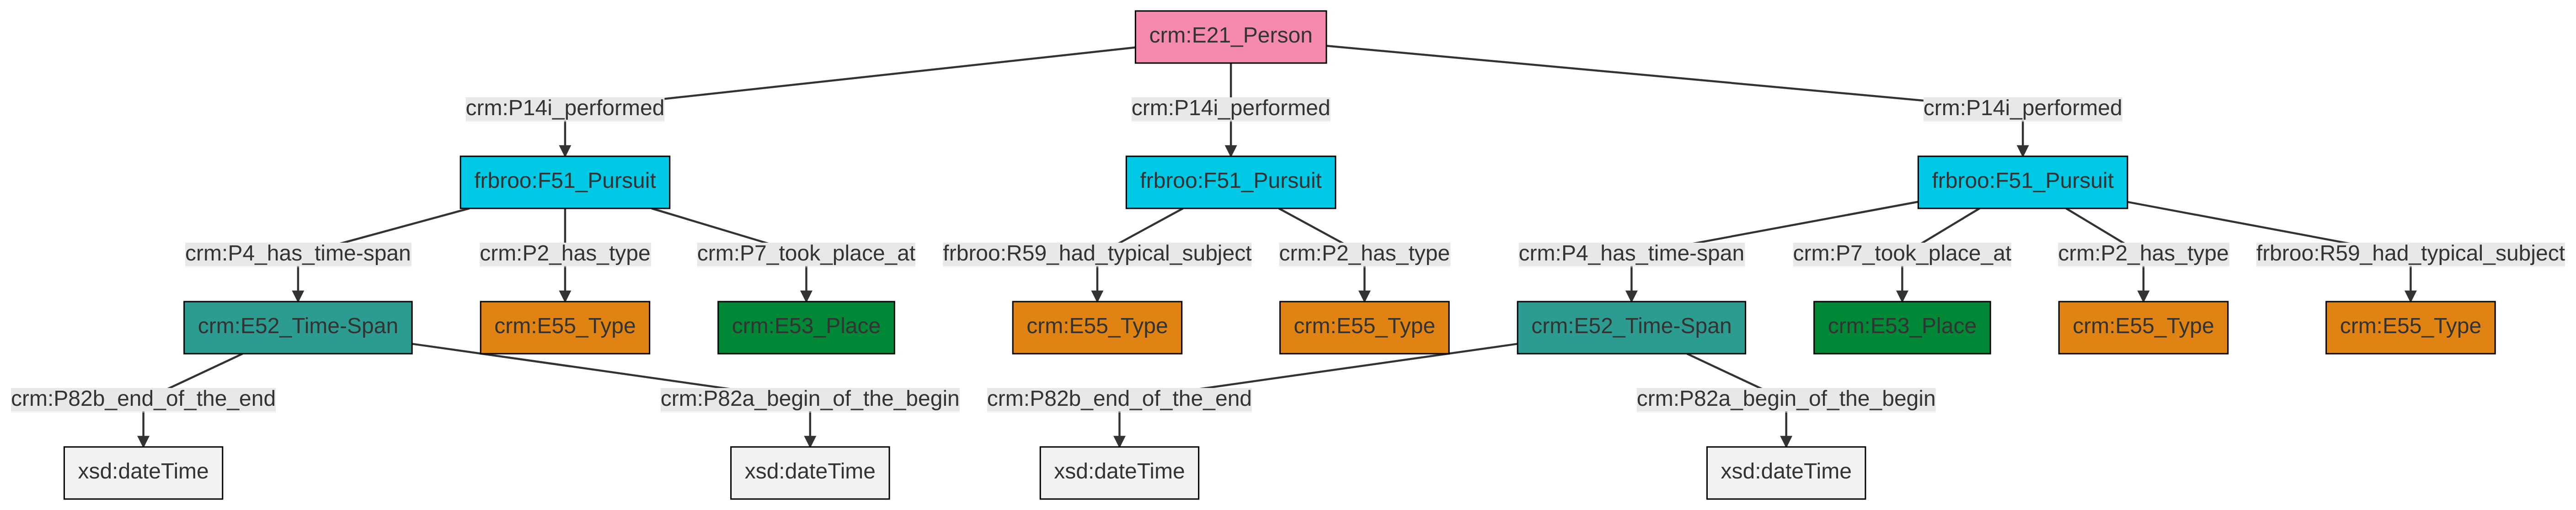 crm:E21_Person
crm:P14i_performed crm:P14i_performed crm:P14i_performed
frbroo:F51_Pursuit frbroo:F51_Pursuit frbroo:F51_Pursuit
crm:P4_has_time-span crm:P2_has_type crm:P7_took_place_at frbroo:R59_had_typical_subject crm:P2_has_type crm:P4_has_time-span crm:P7_took_place_at crm:P2_has_type frbroo:R59_had_typical_subject
crm:E52_Time-Span crm:E55_Type crm:E53_Place crm:E55_Type crm:E55_Type crm:E52_Time-Span crm:E53_Place crm:E55_Type crm:E55_Type
crm:P82b_end_of_the_end crm:P82a_begin_of_the_begin crm:P82b_end_of_the_end crm:P82a_begin_of_the_begin
xsd:dateTime xsd:dateTime xsd:dateTime xsd:dateTime